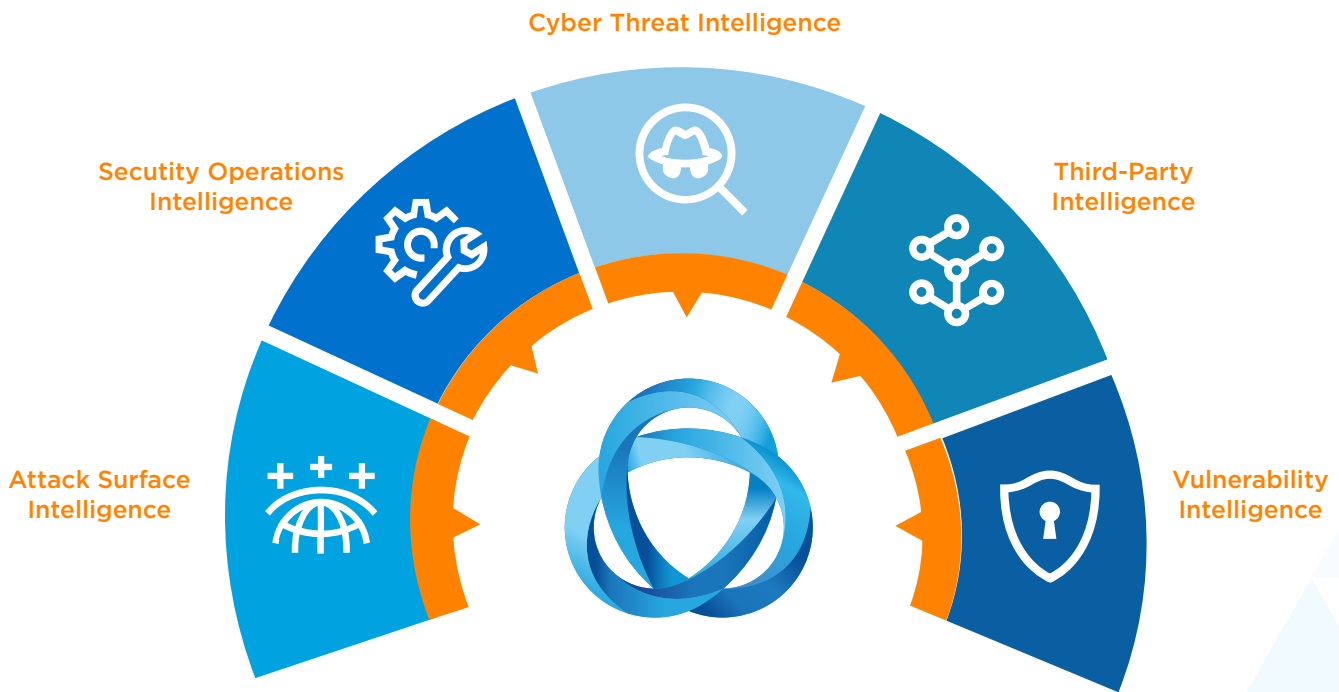 Cyber Threat Intelligence
Secutity Operations
Intelligence
Third-Party
Intelligence
Attack Surface
Intelligence
Vulnerability
Intelligence